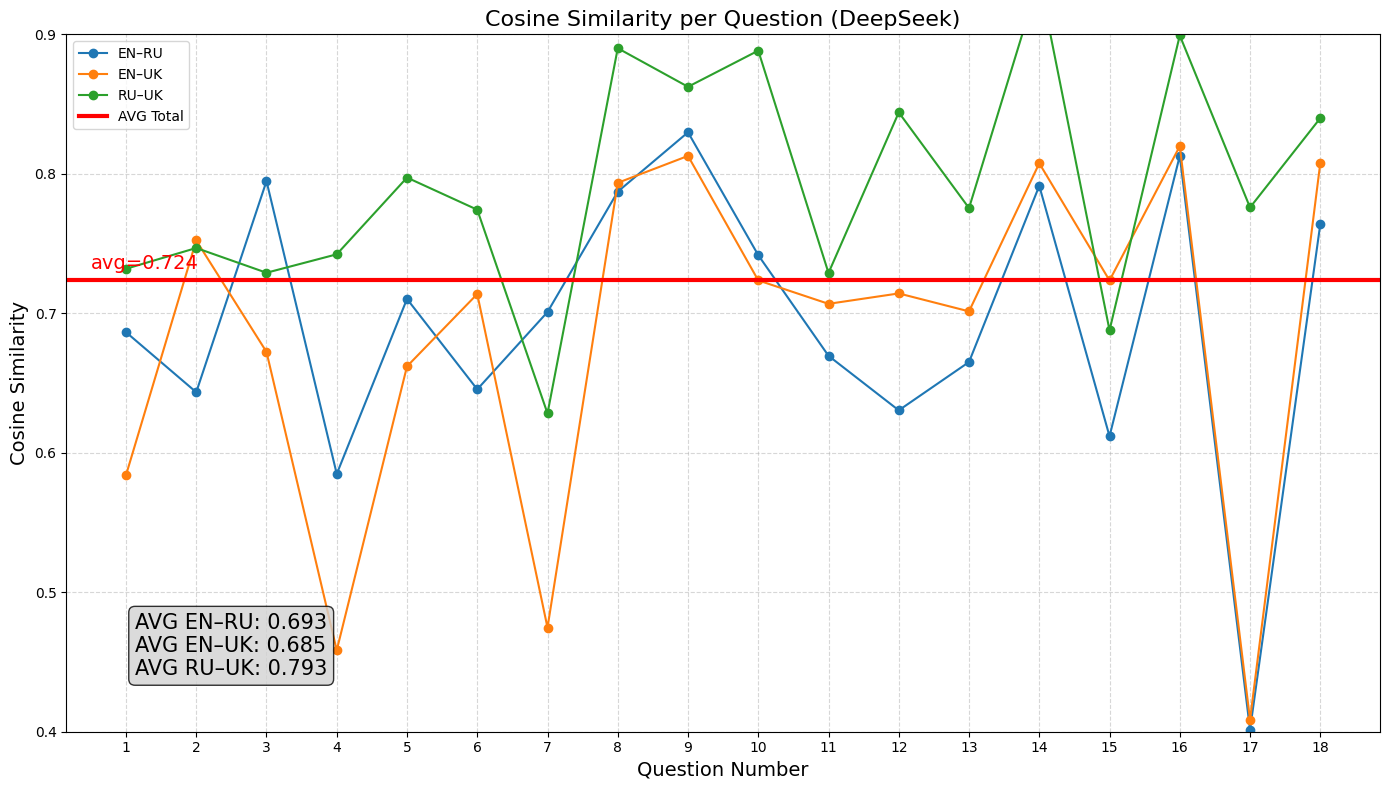 Cosine Similarity per Question (DeepSeek)
EN–RU
EN–UK
RU–UK
AVG Total
Cosine Similarity
0.9
0.8
0.7
0.6
0.5
0.4
avg=0.724
AVG EN–RU: 0.693
AVG EN–UK: 0.685
AVG RU–UK: 0.793
1 2 3 4 5 6 7 8 9 10 11 12 13 14 15 16 17 18
Question Number